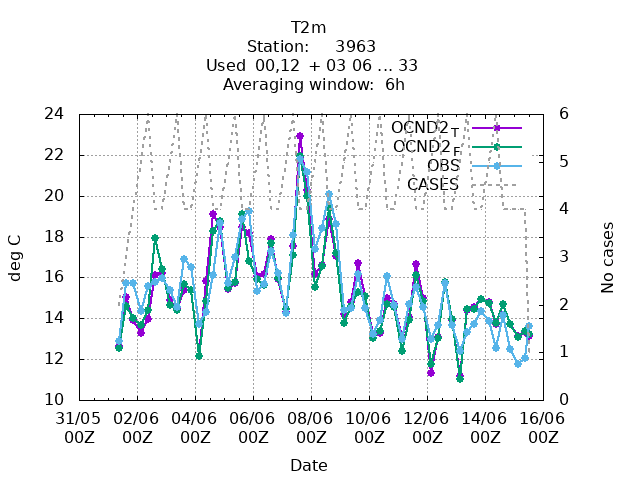 T2m
Station:     3963
Used  00,12  + 03 06 ... 33
Averaging window:  6h
24
22
20
18
16
14
12
10
6
5
4
3
2
1
0
deg C
No cases
OCND2_T
OCND2_F
OBS
CASES
31/05 02/06 04/06 06/06 08/06 10/06 12/06 14/06 16/06
00Z 00Z 00Z 00Z 00Z 00Z 00Z 00Z 00Z
Date